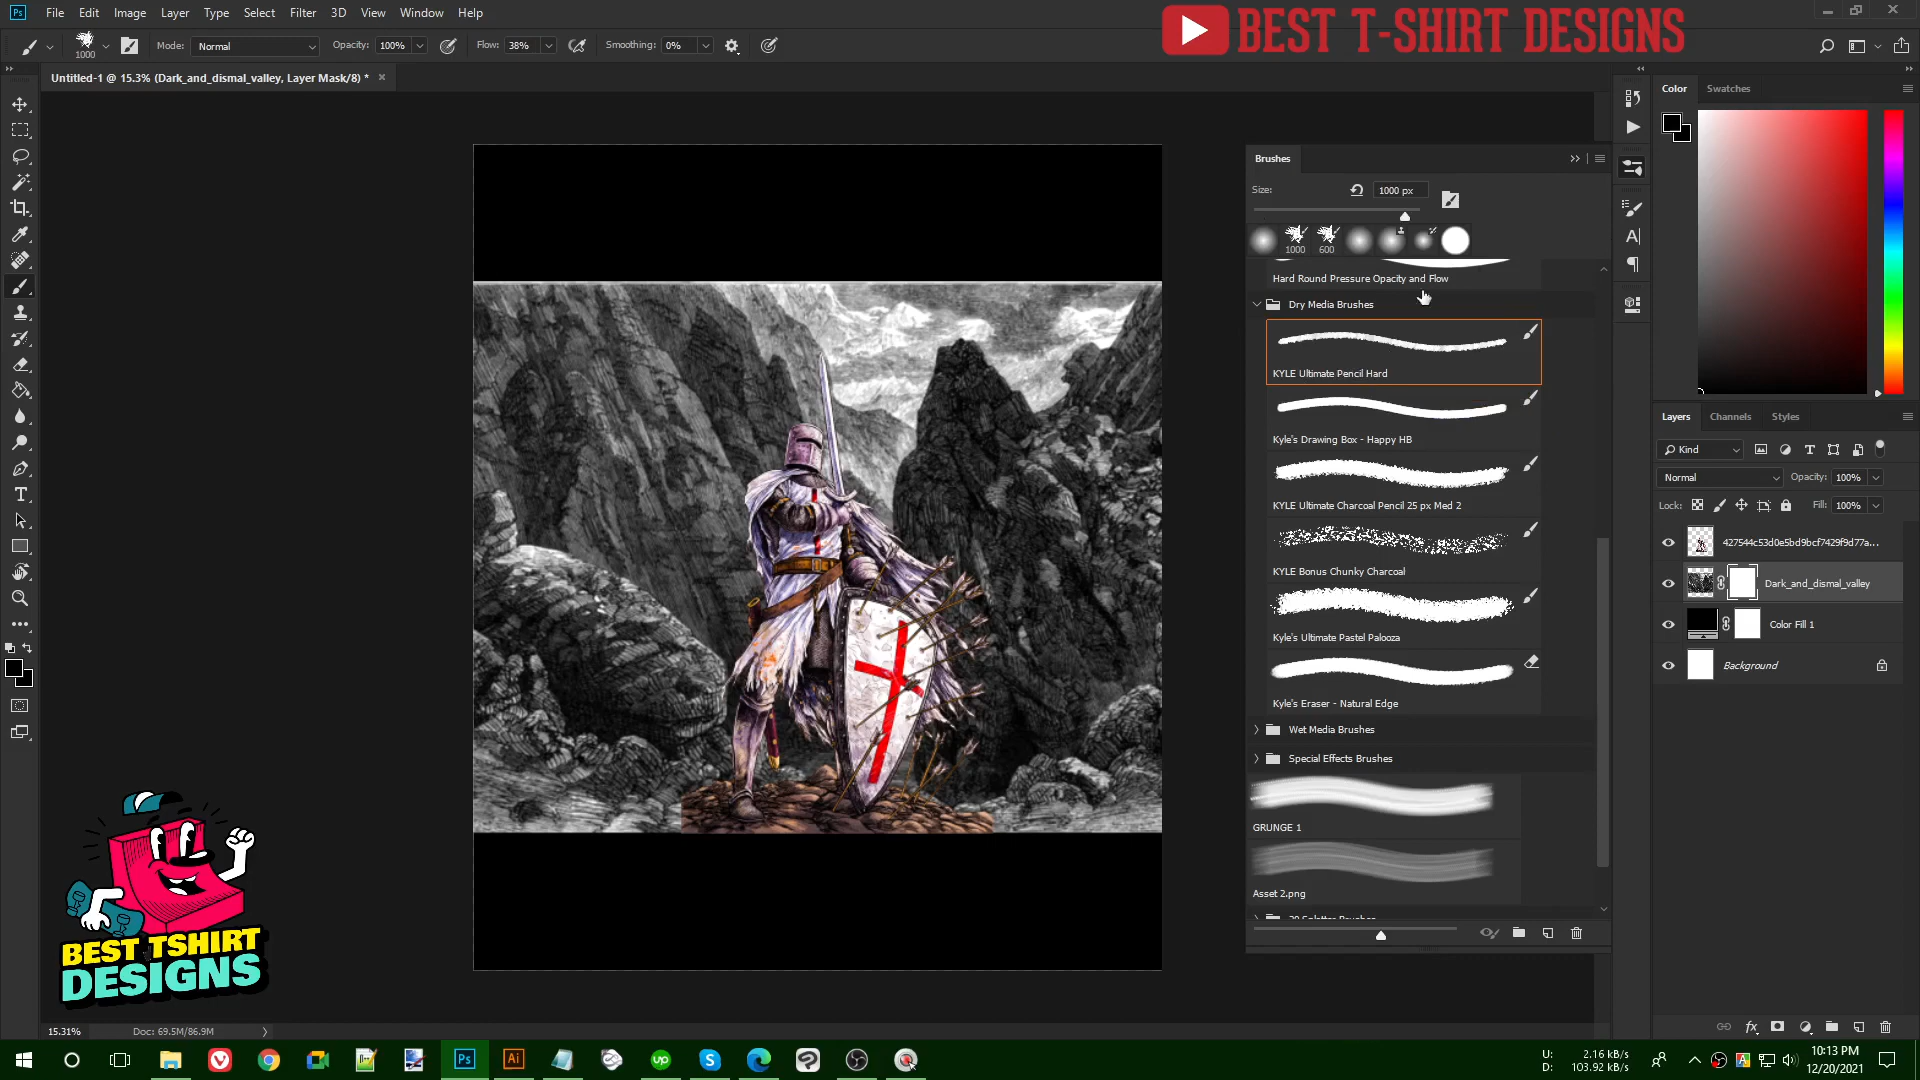 File Edit Image Layer Type Select Filter 3D View Window Help
BEST T-SHIRT DESIGNS
1000 Mode: Normal Opacity: 100% Flow: 38% Smoothing: 0%
Untitled-1 @ 15.3% (Dark_and_dismal_valley, Layer Mask/8) *
Color Swatches
Brushes
Size: 1000 px
1000 600
Hard Round Pressure Opacity and Flow
Dry Media Brushes
KYLE Ultimate Pencil Hard
Kyle's Drawing Box - Happy HB
KYLE Ultimate Charcoal Pencil 25 px Med 2
KYLE Bonus Chunky Charcoal
Kyle's Ultimate Pastel Palooza
Kyle's Eraser - Natural Edge
Wet Media Brushes
Special Effects Brushes
GRUNGE 1
Asset 2.png
Layers Channels Styles
Kind
Normal Opacity: 100%
Lock: Fill: 100%
427544c53d0e5bd9bcf7429f9d77a...
Dark_and_dismal_valley
Color Fill 1
Background
BEST TSHIRT
DESIGNS
15.31% Doc: 69.5M/86.9M
Ps Ai up S
U: 2.16 kB/s
D: 103.92 kB/s
10:13 PM
12/20/2021